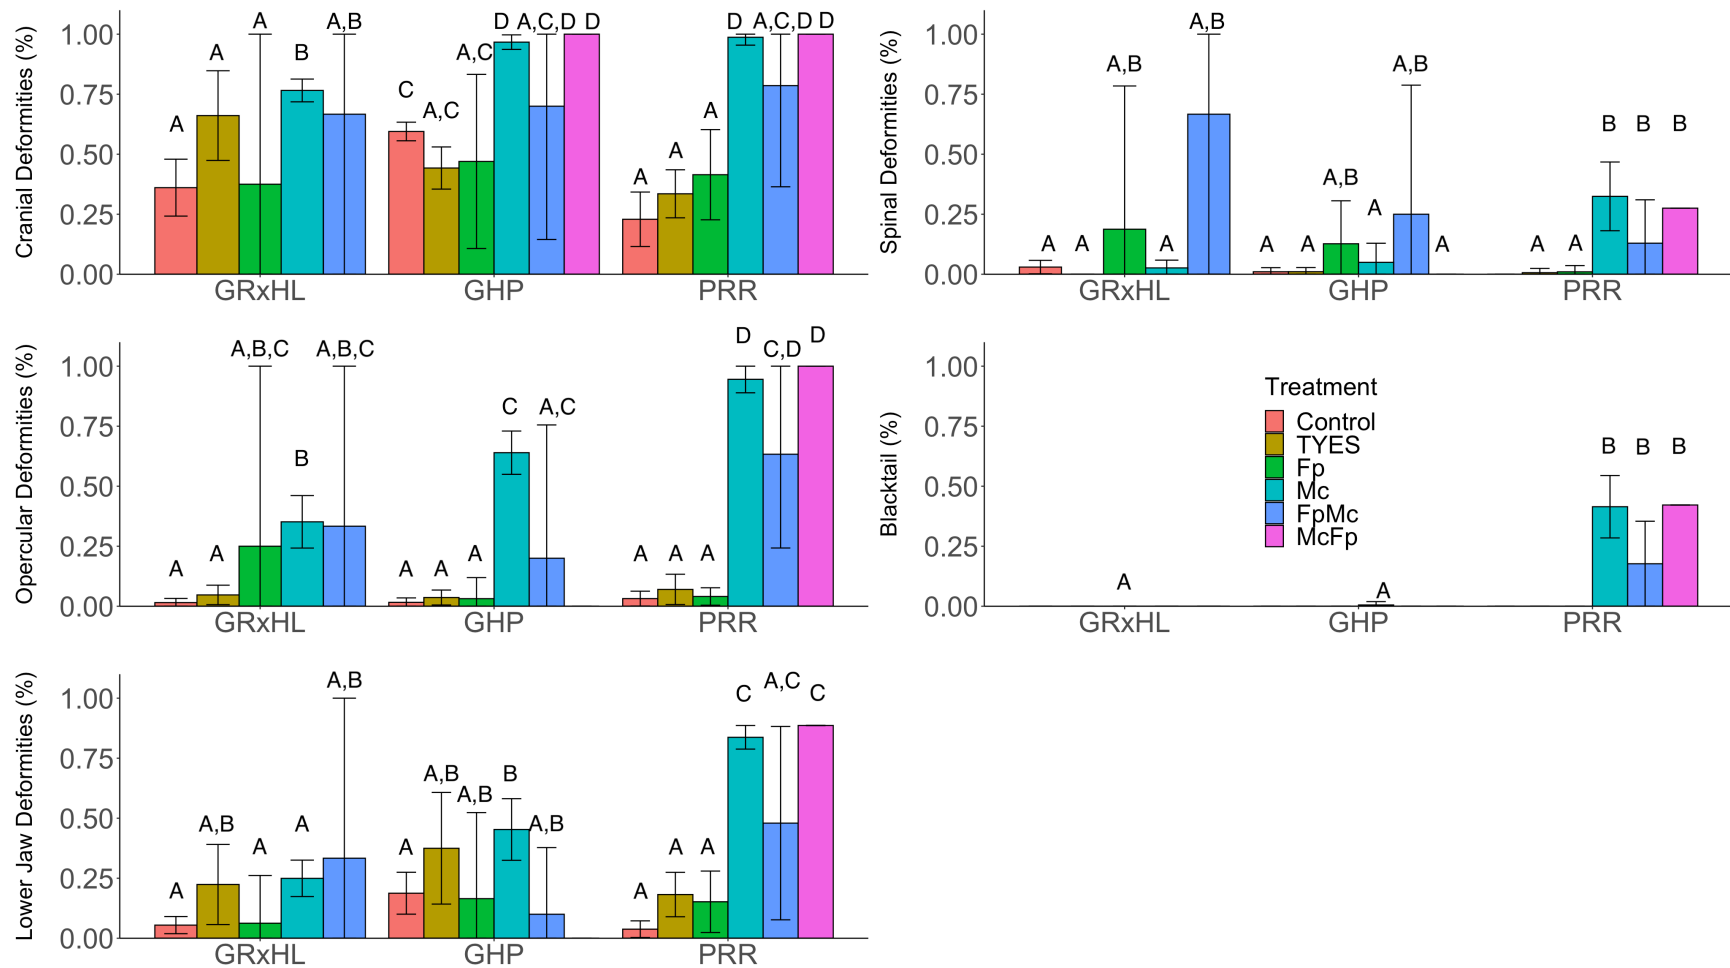 Cranial Deformities (%)
1.00
0.75
0.50
0.25
0.00
A
A
A
B
A,B
C
A,C
A,C
D
A,C,D
D
A
A
A
D
A,C,D
D
GRxHL
GHP
PRR
Spinal Deformities (%)
1.00
0.75
0.50
0.25
0.00
A
A
A,B
A
A,B
A
A
A,B
A
A,B
A
A
A
B
B
B
GRxHL
GHP
PRR
Opercular Deformities (%)
1.00
0.75
0.50
0.25
0.00
A
A
A,B,C
B
A,B,C
A
A
A
C
A,C
A
A
A
D
C,D
D
GRxHL
GHP
PRR
Blacktail (%)
1.00
0.75
0.50
0.25
0.00
A
A
B
B
B
GRxHL
GHP
PRR
Treatment
Control
TYES
Fp
Mc
FpMc
McFp
Lower Jaw Deformities (%)
1.00
0.75
0.50
0.25
0.00
A
A,B
A
A
A,B
A
A,B
A,B
B
A,B
A
A
A
C
A,C
C
GRxHL
GHP
PRR